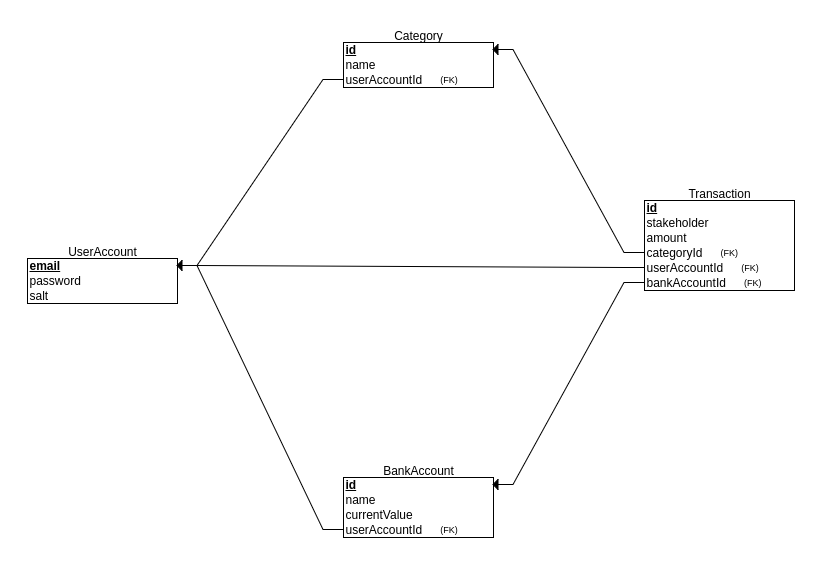 Category
id
name
userAccountId (FK)
Transaction
id
stakeholder
amount
categoryId (FK)
userAccountId (FK)
bankAccountId (FK)
UserAccount
email
password
salt
BankAccount
id
name
currentValue
userAccountId (FK)